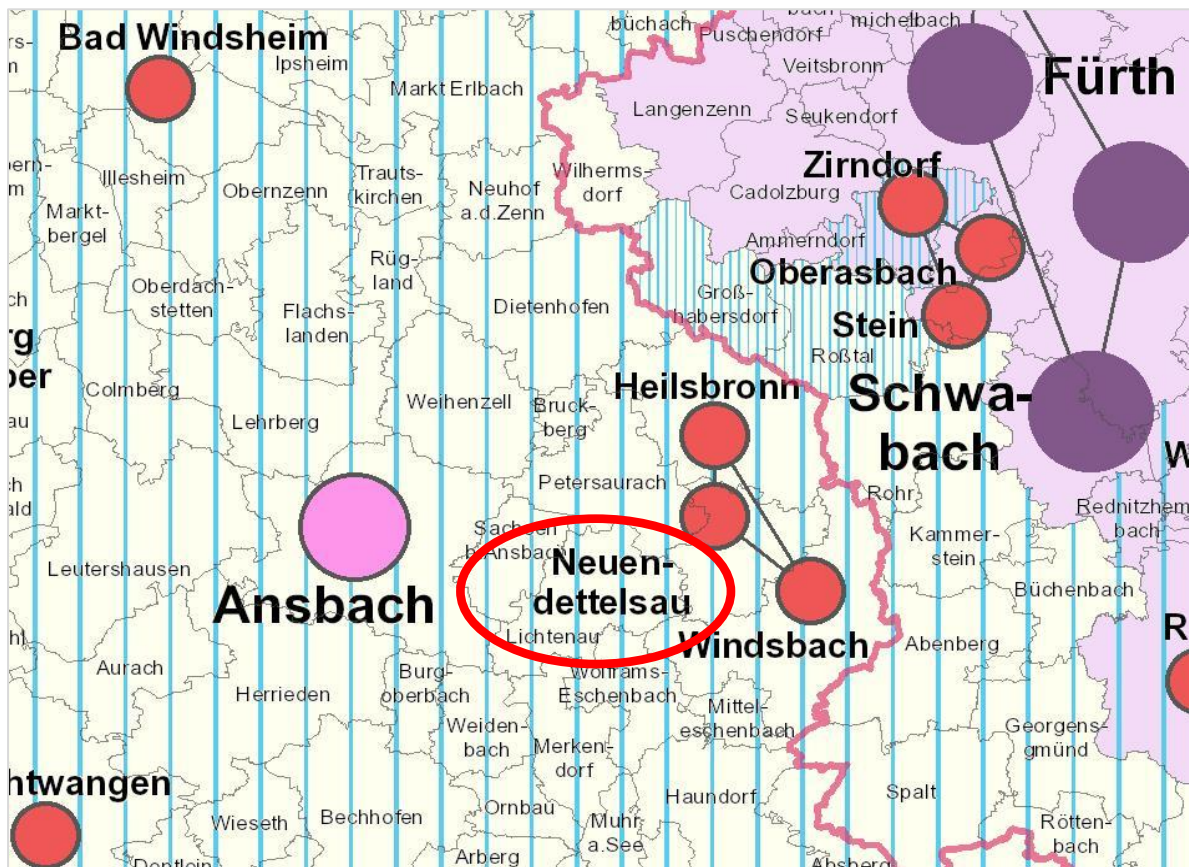 büchach
bach
michelbach
Bad Windsheim
Ipsheim
Puschendorf
Veitsbronn
Fürth
Markt Erlbach
Langenzenn
Seukendorf
Zirndorf
Illesheim
Obernzenn
Trauts-
kirchen
Neuhof
a.d.Zenn
Wilherms-
dorf
Cadolzburg
Markt-
bergel
Ammerndorf
Rüg-
land
Oberasbach
Oberdach-
stetten
Flachs-
landen
Dietenhofen
Groß-
habersdorf
Stein
Roßtal
Colmberg
Lehrberg
Weihenzell
Bruck-
berg
Heilsbronn
Schwa-
bach
Petersaurach
Rohr
Rednitzhem-
bach
Sachsen
b.Ansbach
Kammer-
stein
Leutershausen
Neuen-
dettelsau
Büchenbach
Ansbach
Lichtenau
Windsbach
Abenberg
Aurach
Herrieden
Burg-
oberbach
Wolframs-
Eschenbach
Mittel-
eschenbach
Weiden-
bach
Merken-
dorf
Georgens-
gmünd
htwangen
Wieseth
Bechhofen
Ornbau
Muhr
a.See
Haundorf
Spalt
Rötten-
bach
Arberg
Absberg